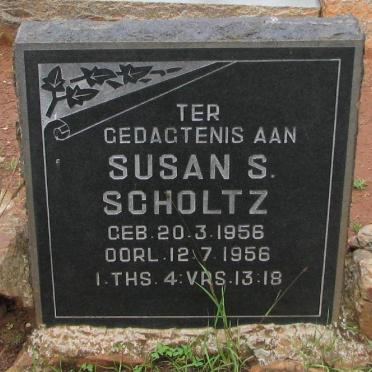 TER
GEDAGTENIS AAN
SUSAN S.
SCHOLTZ
GEB. 20.3.1956
OORL. 12.7.1956
1.THS. 4:VRS.13:18